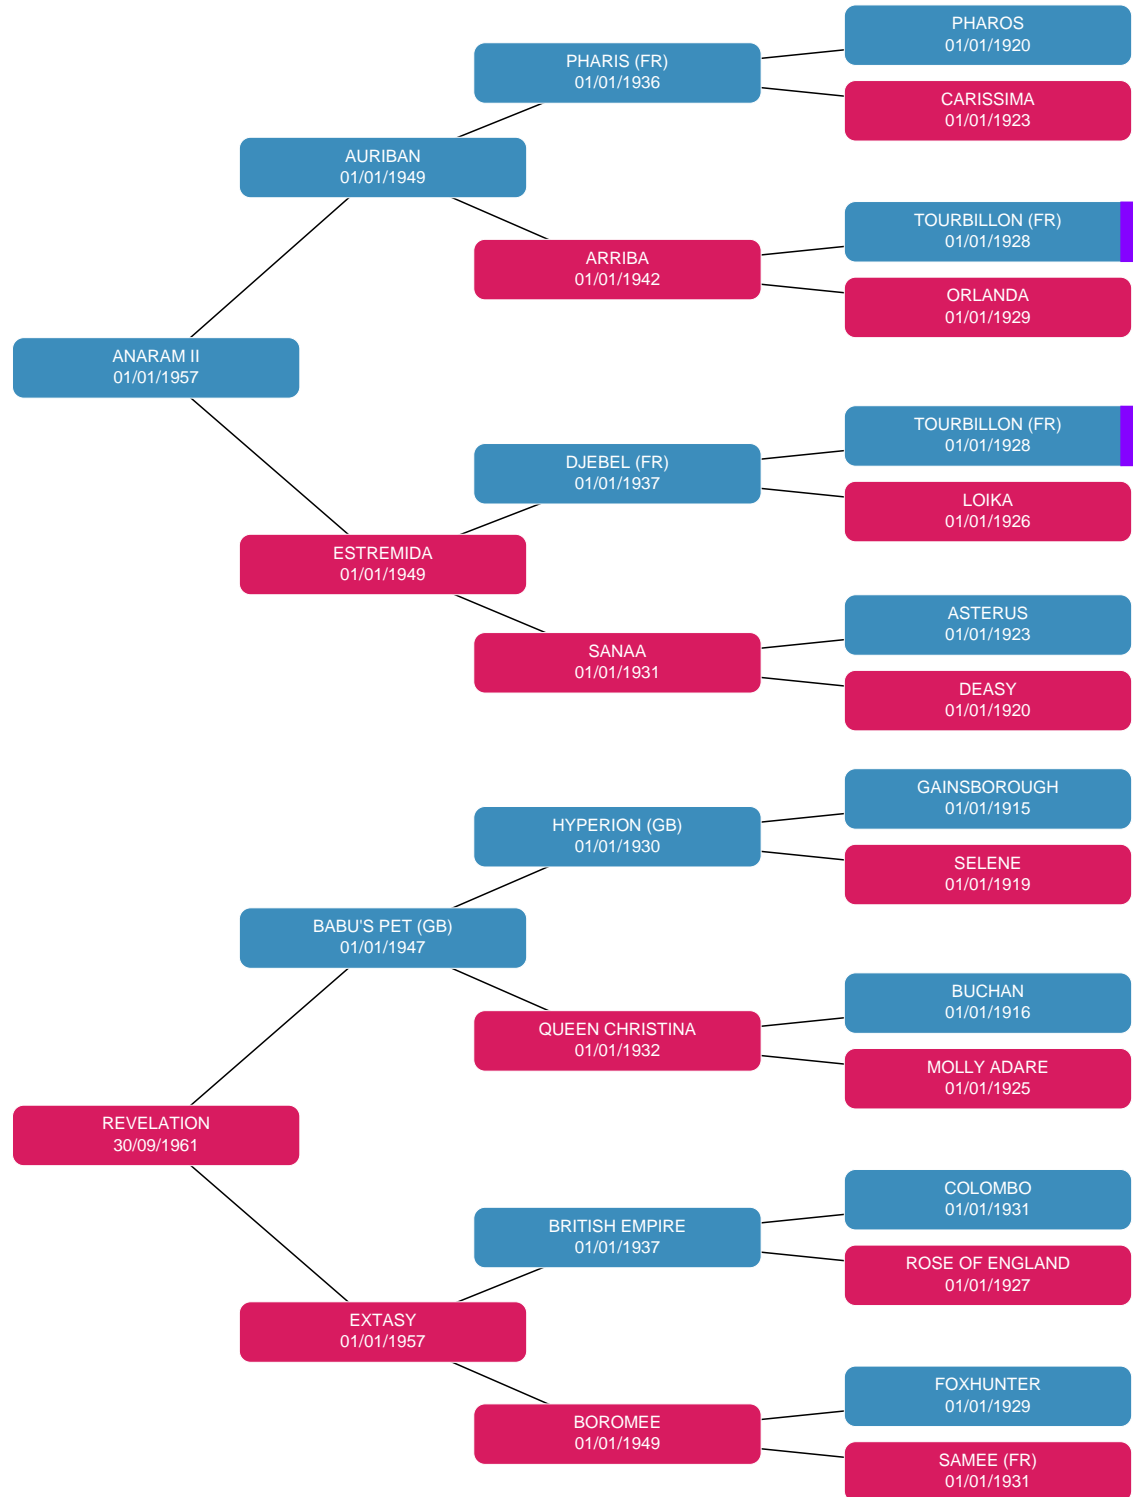 PHAROS
01/01/1920
PHARIS (FR)
01/01/1936
CARISSIMA
01/01/1923
AURIBAN
01/01/1949
TOURBILLON (FR)
01/01/1928
ARRIBA
01/01/1942
ORLANDA
01/01/1929
ANARAM II
01/01/1957
TOURBILLON (FR)
01/01/1928
DJEBEL (FR)
01/01/1937
LOIKA
01/01/1926
ESTREMIDA
01/01/1949
ASTERUS
01/01/1923
SANAA
01/01/1931
DEASY
01/01/1920
GAINSBOROUGH
01/01/1915
HYPERION (GB)
01/01/1930
SELENE
01/01/1919
BABU'S PET (GB)
01/01/1947
BUCHAN
01/01/1916
QUEEN CHRISTINA
01/01/1932
MOLLY ADARE
01/01/1925
REVELATION
30/09/1961
COLOMBO
01/01/1931
BRITISH EMPIRE
01/01/1937
ROSE OF ENGLAND
01/01/1927
EXTASY
01/01/1957
FOXHUNTER
01/01/1929
BOROMEE
01/01/1949
SAMEE (FR)
01/01/1931